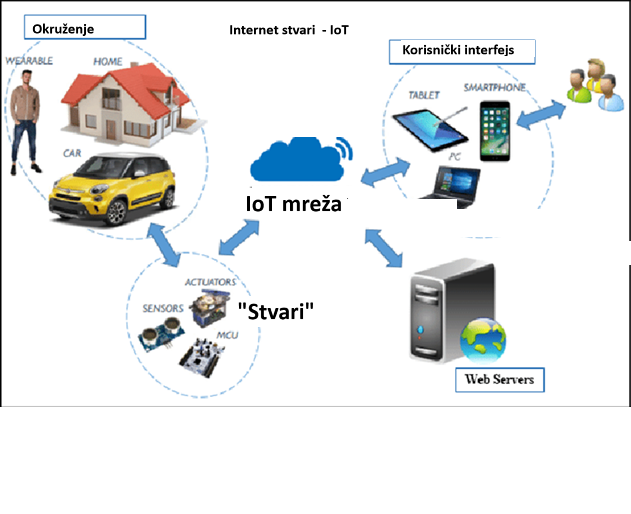 Okruženje
Internet stvari - IoT
Korisnički interfejs
WEARABLE
HOME
CAR
TABLET
SMARTPHONE
PC
IoT mreža
ACTUATORS
SENSORS
MCU
"Stvari"
Web Servers